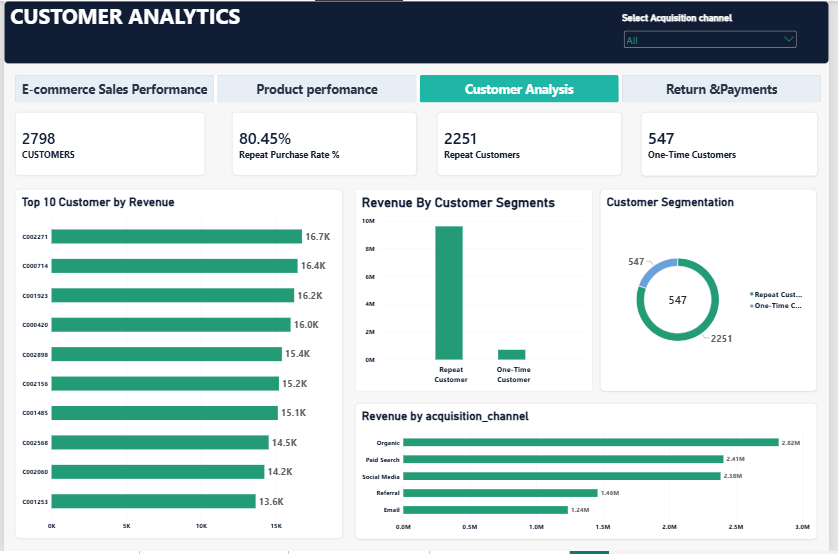 CUSTOMER ANALYTICS
Select Acquisition channel
All
E-commerce Sales Performance
Product perfomance
Customer Analysis
Return &Payments
2798
CUSTOMERS
80.45%
Repeat Purchase Rate %
2251
Repeat Customers
547
One-Time Customers
Top 10 Customer by Revenue
C002271 16.7K
C000714 16.4K
C001923 16.2K
C000420 16.0K
C002898 15.4K
C002156 15.2K
C001485 15.1K
C002568 14.5K
C002060 14.2K
C001253 13.6K
0K 5K 10K 15K
Revenue By Customer Segments
10M
8M
6M
4M
2M
0M
Repeat
Customer
One-Time
Customer
Customer Segmentation
547
547
2251
Repeat Cust...
One-Time C...
Revenue by acquisition_channel
Organic 2.82M
Paid Search 2.41M
Social Media 2.38M
Referral 1.46M
Email 1.24M
0.0M 0.5M 1.0M 1.5M 2.0M 2.5M 3.0M